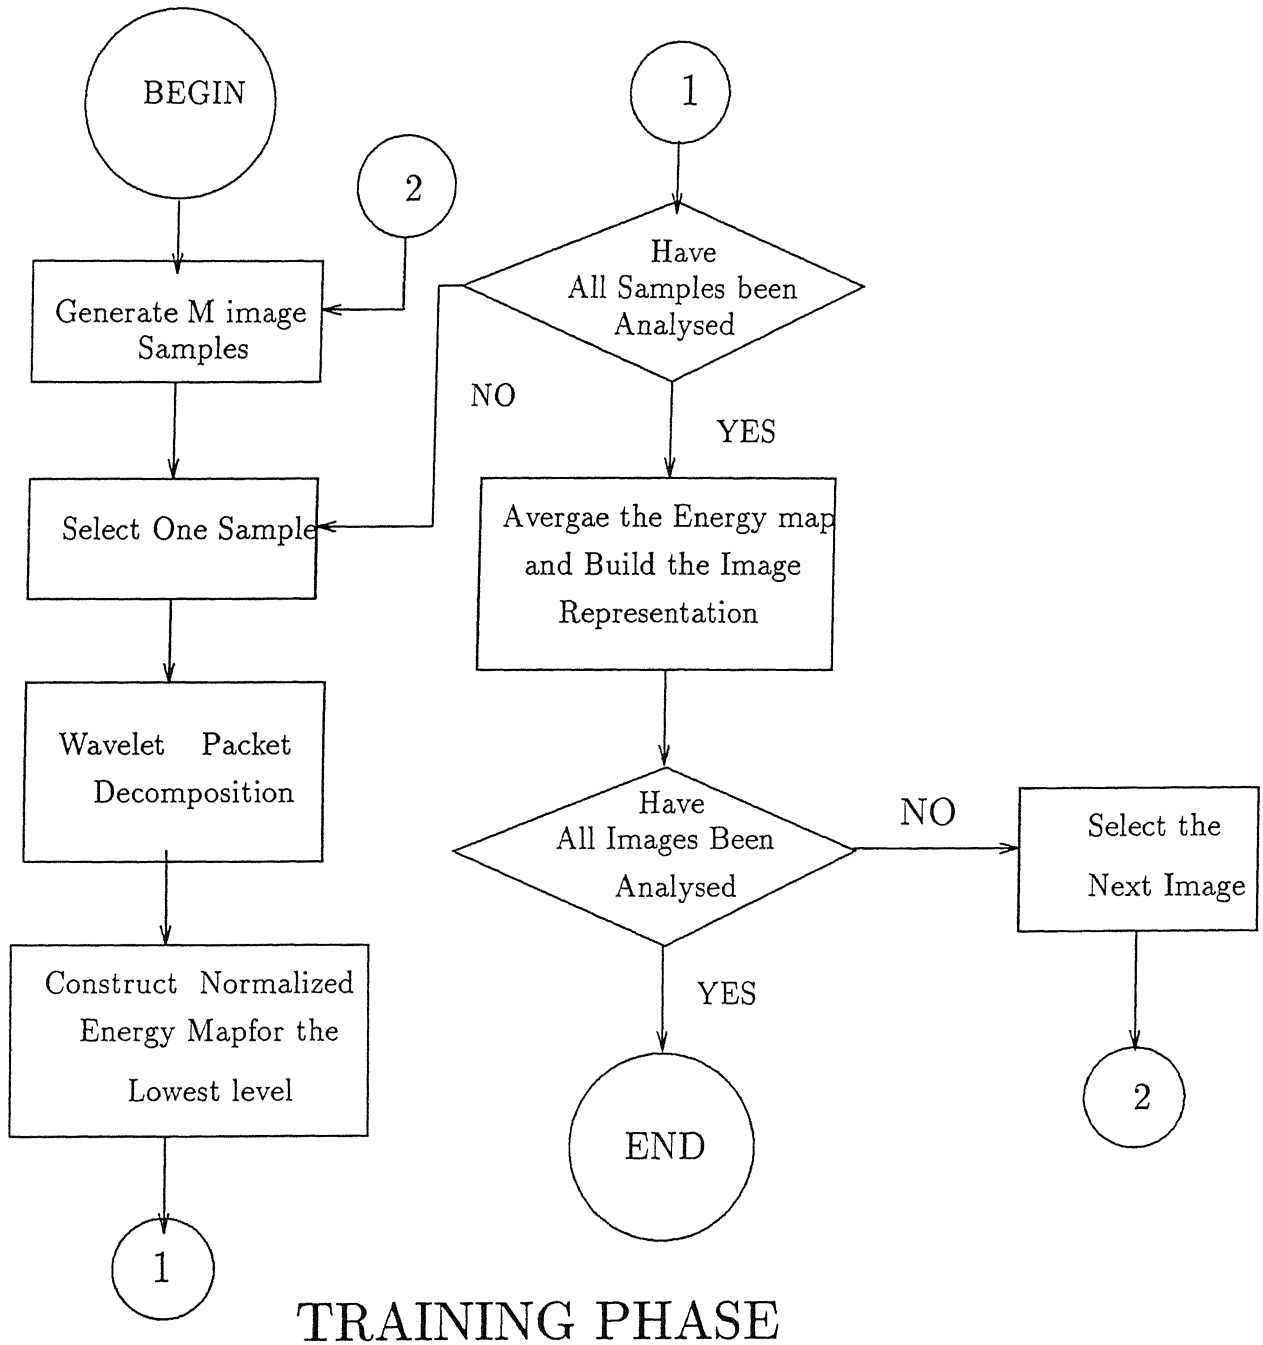 BEGIN
2
Generate M image
Samples
Select One Sample
Wavelet Packet
Decomposition
Construct Normalized
Energy Mapfor the
Lowest level
1
1
Have
All Samples been
Analysed
NO
YES
Avergae the Energy map
and Build the Image
Representation
Have
All Images Been
Analysed
NO
YES
Select the
Next Image
2
END
TRAINING PHASE